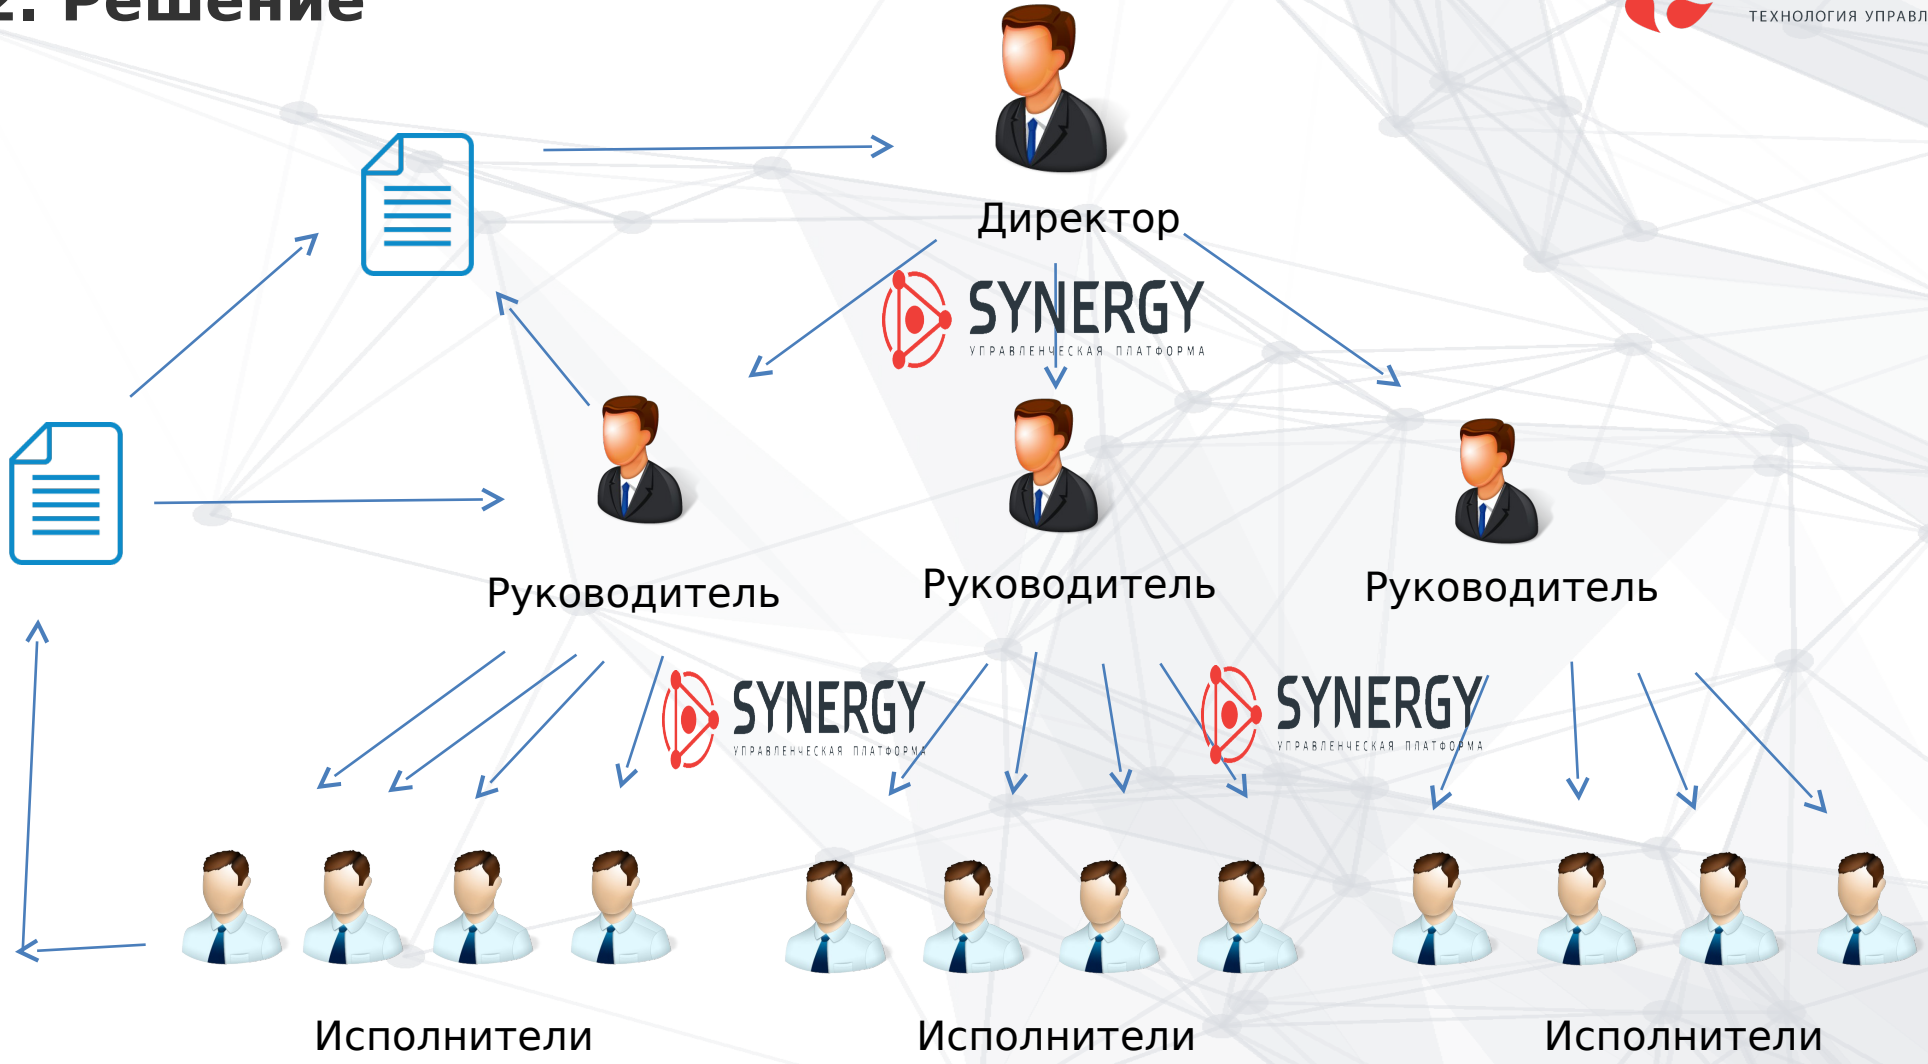 2. Решение
ТЕХНОЛОГИЯ
Директор
SYNERGY
УПРАВЛЕНЧЕСКАЯ ПЛАТФОРМА
Руководитель
Руководитель
Руководитель
SYNERGY
УПРАВЛЕНЧЕСКАЯ ПЛАТФОРМА
SYNERGY
УПРАВЛЕНЧЕСКАЯ ПЛАТФОРМА
Исполнители
Исполнители
Исполнители